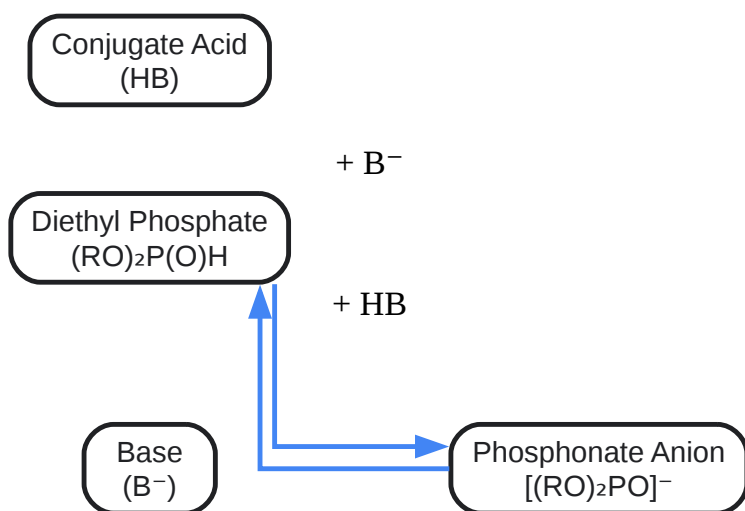 Conjugate Acid
(HB)
+ B⁻
Diethyl Phosphate
(RO)₂P(O)H
+ HB
Base
(B⁻)
Phosphonate Anion
[(RO)₂PO]⁻